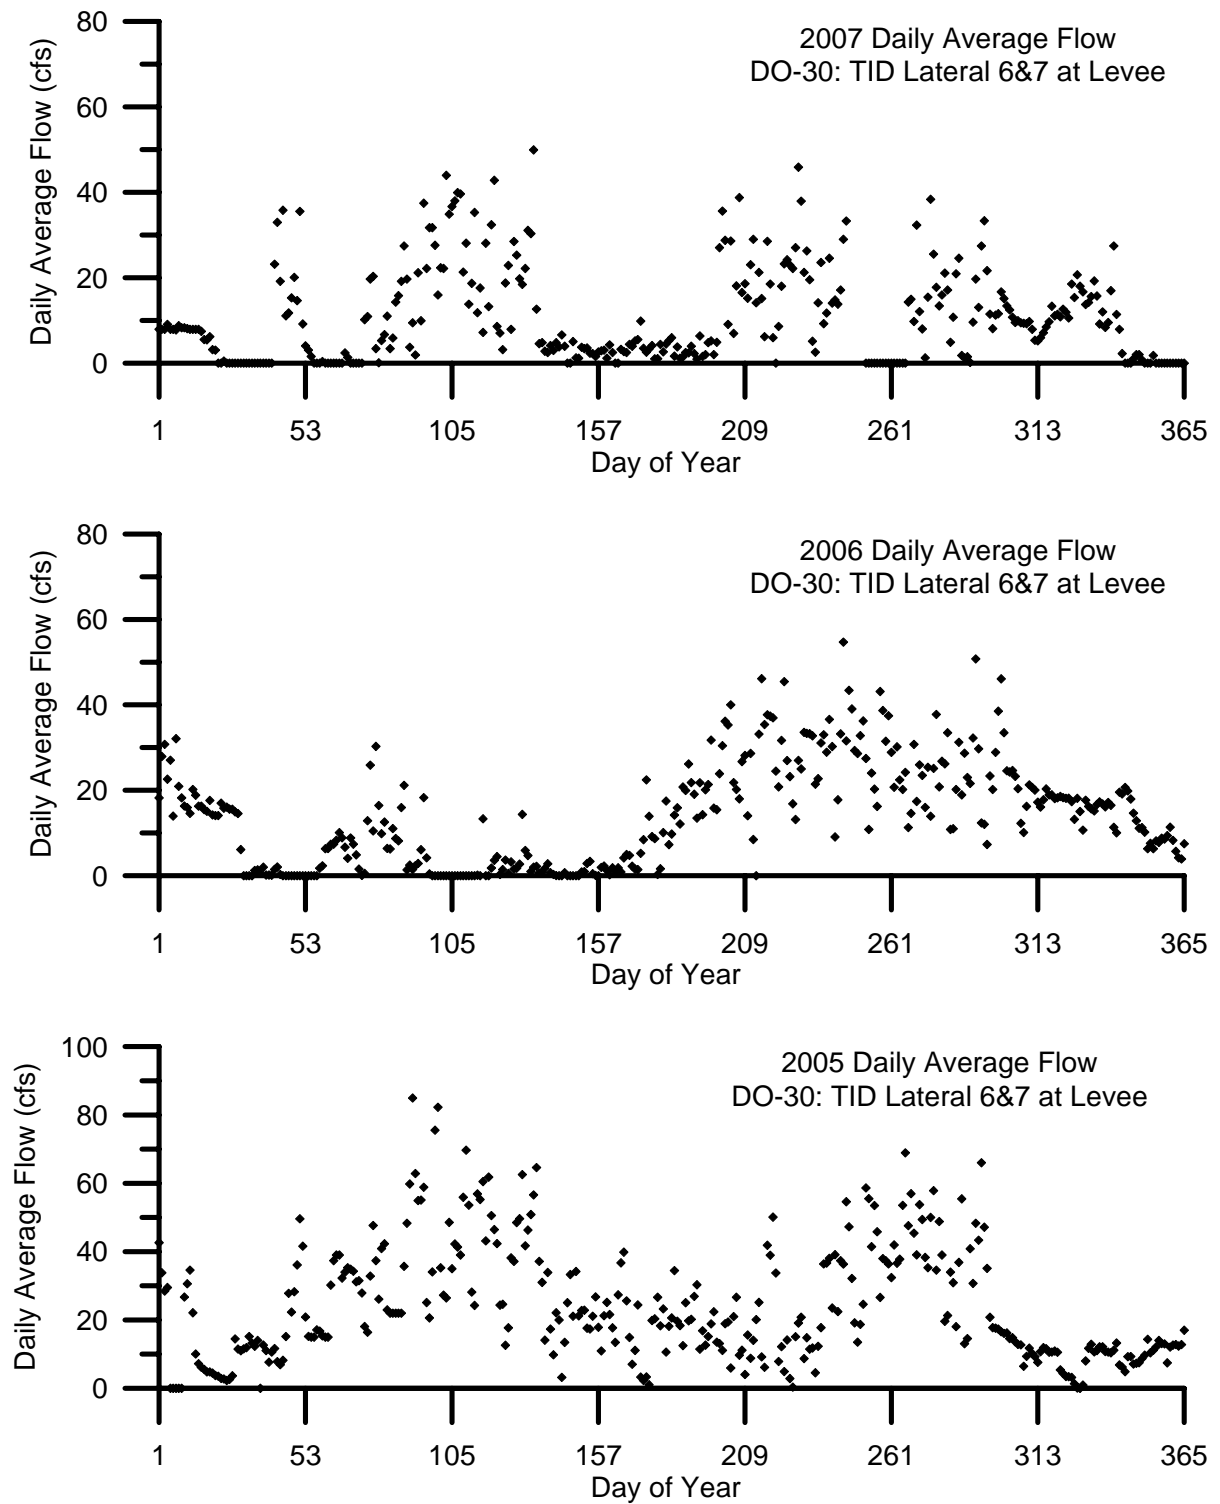 2007 Daily Average Flow
DO-30: TID Lateral 6&7 at Levee
Daily Average Flow (cfs)
80
60
40
20
0
1 53 105 157 209 261 313 365
Day of Year
2006 Daily Average Flow
DO-30: TID Lateral 6&7 at Levee
Daily Average Flow (cfs)
80
60
40
20
0
1 53 105 157 209 261 313 365
Day of Year
2005 Daily Average Flow
DO-30: TID Lateral 6&7 at Levee
Daily Average Flow (cfs)
100
80
60
40
20
0
1 53 105 157 209 261 313 365
Day of Year